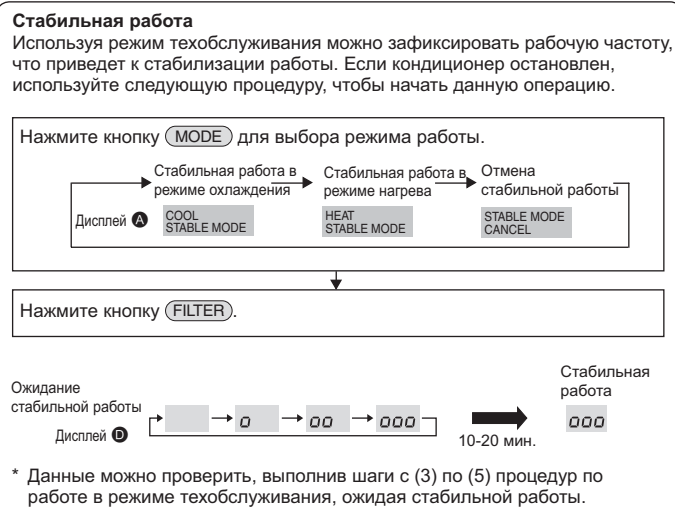 Стабильная работа
Используя режим техобслуживания можно зафиксировать рабочую частоту,
что приведет к стабилизации работы. Если кондиционер остановлен,
используйте следующую процедуру, чтобы начать данную операцию.
Нажмите кнопку MODE для выбора режима работы.
Стабильная работа в
режиме охлаждения
Стабильная работа в
режиме нагрева
Отмена
стабильной работы
Дисплей A
COOL
STABLE MODE
HEAT
STABLE MODE
STABLE MODE
CANCEL
Нажмите кнопку FILTER.
Ожидание
стабильной работы
Дисплей D
o
oo
ooo
10-20 мин.
Стабильная
работа
ooo
* Данные можно проверить, выполнив шаги с (3) по (5) процедур по
работе в режиме техобслуживания, ожидая стабильной работы.